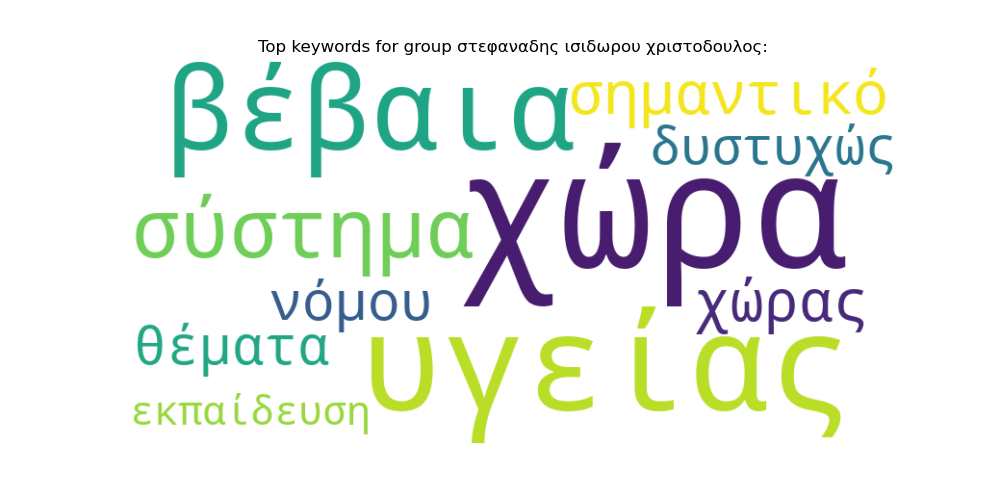 Top keywords for group στεφαναδης ισιδωρου χριστοδουλος:
βέβαια
σημαντικό
δυστυχώς
χώρα
σύστημα
νόμου
χώρας
θέματα
υγείας
εκπαίδευση